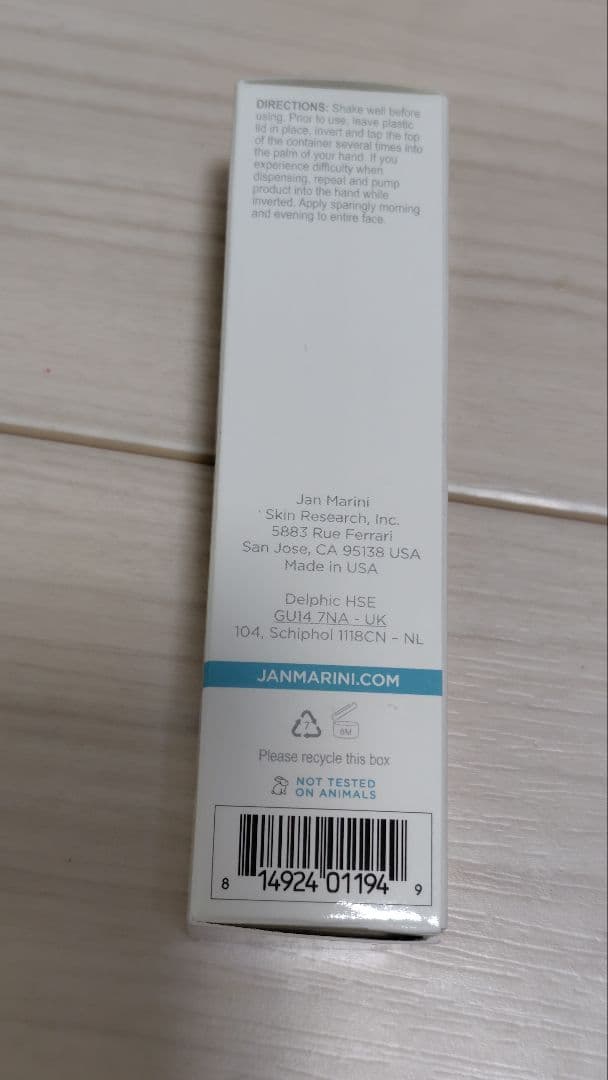 DIRECTIONS: Shake well before
using. Prior to use, leave plastic
lid in place, invert and tap the top
of the container several times into
the palm of your hand. If you
experience difficulty when
dispensing, repeat and pump
product into the hand while
inverted. Apply sparingly morning
and evening to entire face.
Jan Marini
Skin Research, Inc.
5883 Rue Ferrari
San Jose, CA 95138 USA
Made in USA
Delphic HSE
GU14 7NA - UK
104, Schiphol 1118CN - NL
JANMARINI.COM
7 6M
Please recycle this box
NOT TESTED
ON ANIMALS
8 14924 01194 9